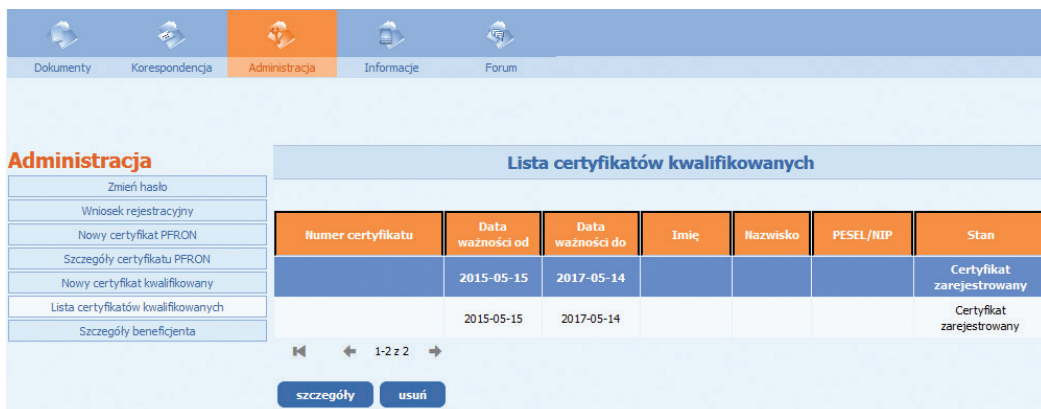 Dokumenty Korespondencja Administracja Informacje Forum
Administracja
Zmień hasło
Wniosek rejestracyjny
Nowy certyfikat PFRON
Szczegóły certyfikatu PFRON
Nowy certyfikat kwalifikowany
Lista certyfikatów kwalifikowanych
Szczegóły beneficjenta
Lista certyfikatów kwalifikowanych
Numer certyfikatu Data ważności od Data ważności do Imię Nazwisko PESEL/NIP Stan
2015-05-15 2017-05-14 Certyfikat zarejestrowany
2015-05-15 2017-05-14 Certyfikat zarejestrowany
1-2 z 2
szczegóły usuń